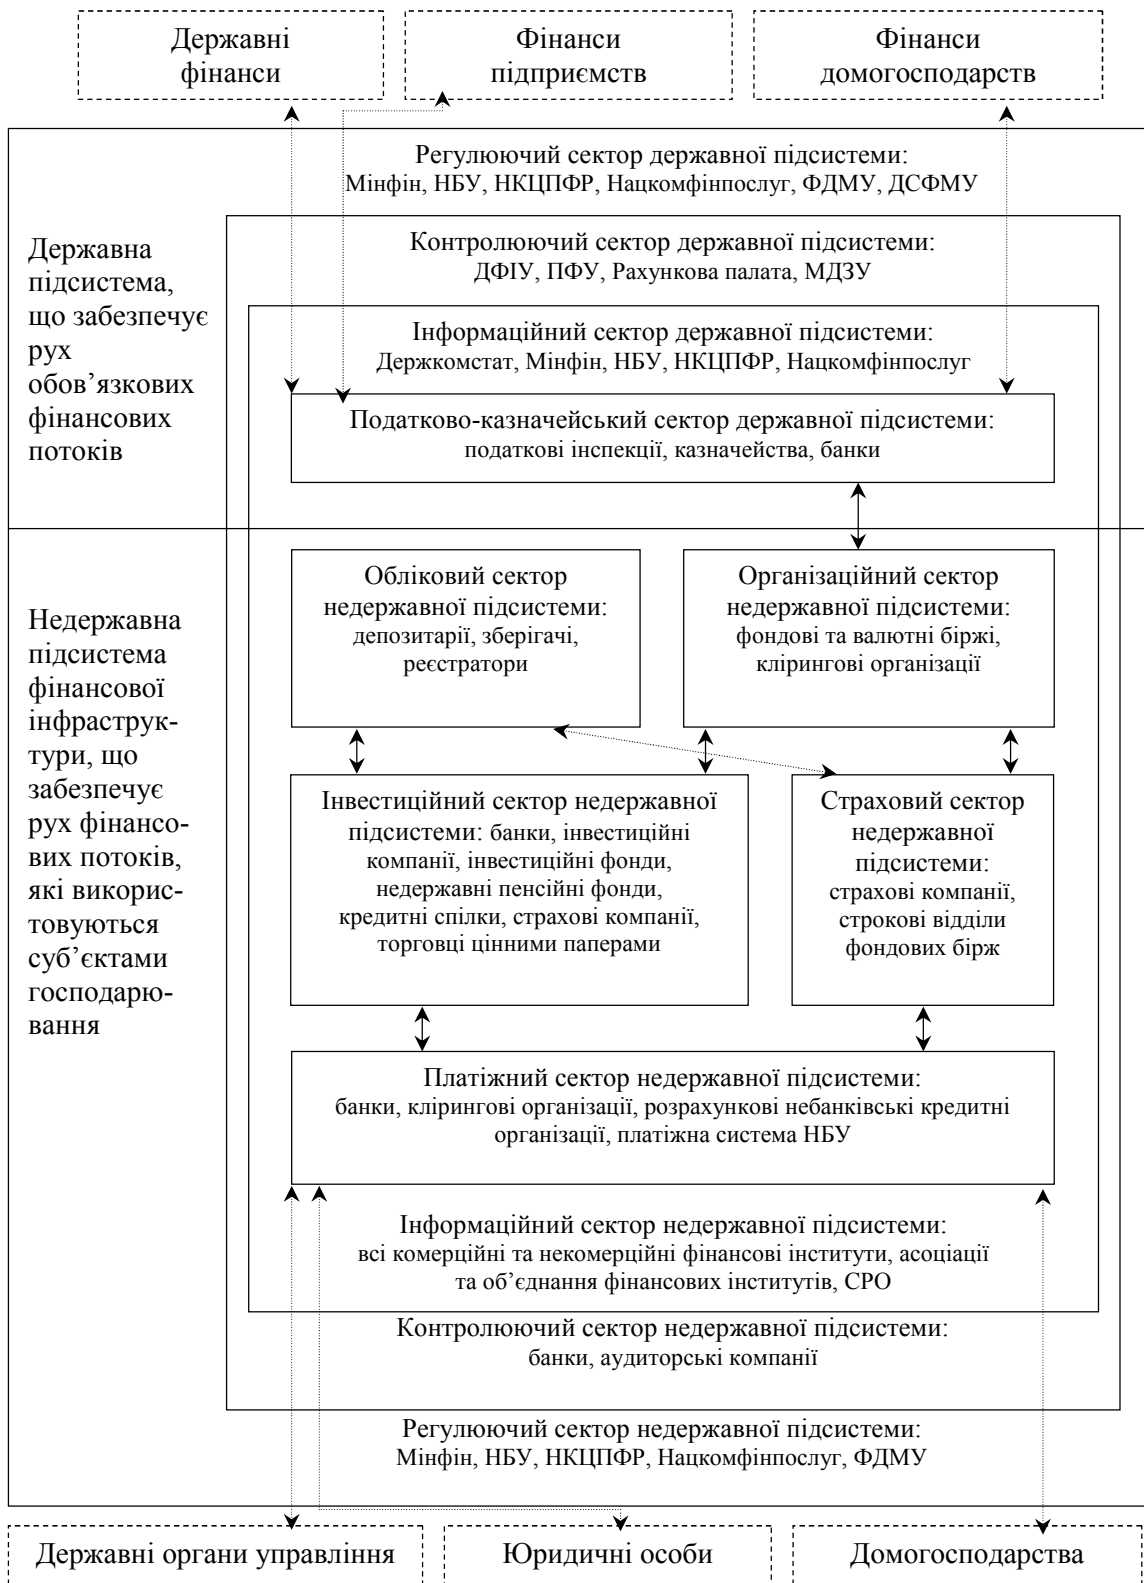 Державні
фінанси
Фінанси
підприємств
Фінанси
домогосподарств
Регулюючий сектор державної підсистеми:
Мінфін, НБУ, НКЦПФР, Нацкомфінпослуг, ФДМУ, ДСФМУ
Державна
підсистема,
що забезпечує
рух
обов’язкових
фінансових
потоків
Контролюючий сектор державної підсистеми:
ДФІУ, ПФУ, Рахункова палата, МДЗУ
Інформаційний сектор державної підсистеми:
Держкомстат, Мінфін, НБУ, НКЦПФР, Нацкомфінпослуг
Податково-казначейський сектор державної підсистеми:
податкові інспекції, казначейства, банки
Недержавна
підсистема
фінансової
інфраструк-
тури, що
забезпечує
рух фінансо-
вих потоків,
які викорис-
товуються
суб’єктами
господарю-
вання
Обліковий сектор
недержавної підсистеми:
депозитарії, зберігачі,
реєстратори
Організаційний сектор
недержавної підсистеми:
фондові та валютні біржі,
клірингові організації
Інвестиційний сектор недержавної
підсистеми: банки, інвестиційні
компанії, інвестиційні фонди,
недержавні пенсійні фонди,
кредитні спілки, страхові компанії,
торговці цінними паперами
Страховий сектор
недержавної
підсистеми:
страхові компанії,
строкові відділи
фондових бірж
Платіжний сектор недержавної підсистеми:
банки, клірингові організації, розрахункові небанківські кредитні
організації, платіжна система НБУ
Інформаційний сектор недержавної підсистеми:
всі комерційні та некомерційні фінансові інститути, асоціації
та об’єднання фінансових інститутів, СРО
Контролюючий сектор недержавної підсистеми:
банки, аудиторські компанії
Регулюючий сектор недержавної підсистеми:
Мінфін, НБУ, НКЦПФР, Нацкомфінпослуг, ФДМУ
Державні органи управління
Юридичні особи
Домогосподарства